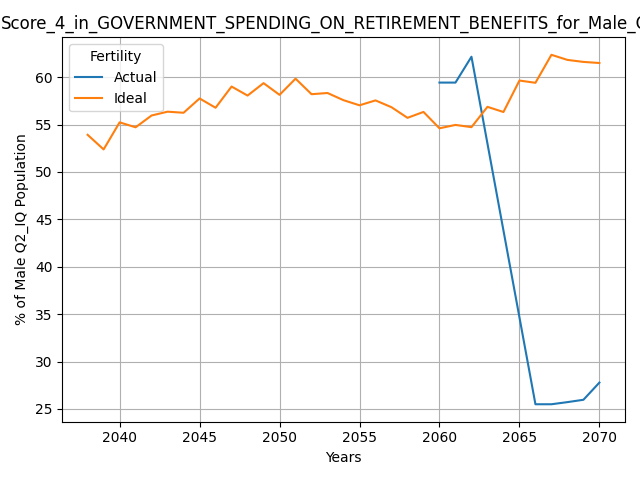 Score_4_in_GOVERNMENT_SPENDING_ON_RETIREMENT_BENEFITS_for_Male_
Fertility
Actual
Ideal
60
55
50
45
40
35
30
25
% of Male Q2_IQ Population
2040
2045
2050
2055
2060
2065
2070
Years